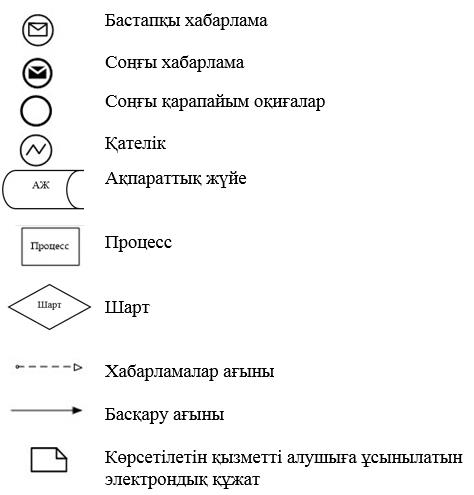 Бастапқы хабарлама
Соңғы хабарлама
Соңғы қарапайым оқиғалар
Қателік
АЖ Ақпараттық жүйе
Процесс Процесс
Шарт Шарт
Хабарламалар ағыны
Басқару ағыны
Көрсетілетін қызметті алушыға ұсынылатын
электрондық құжат